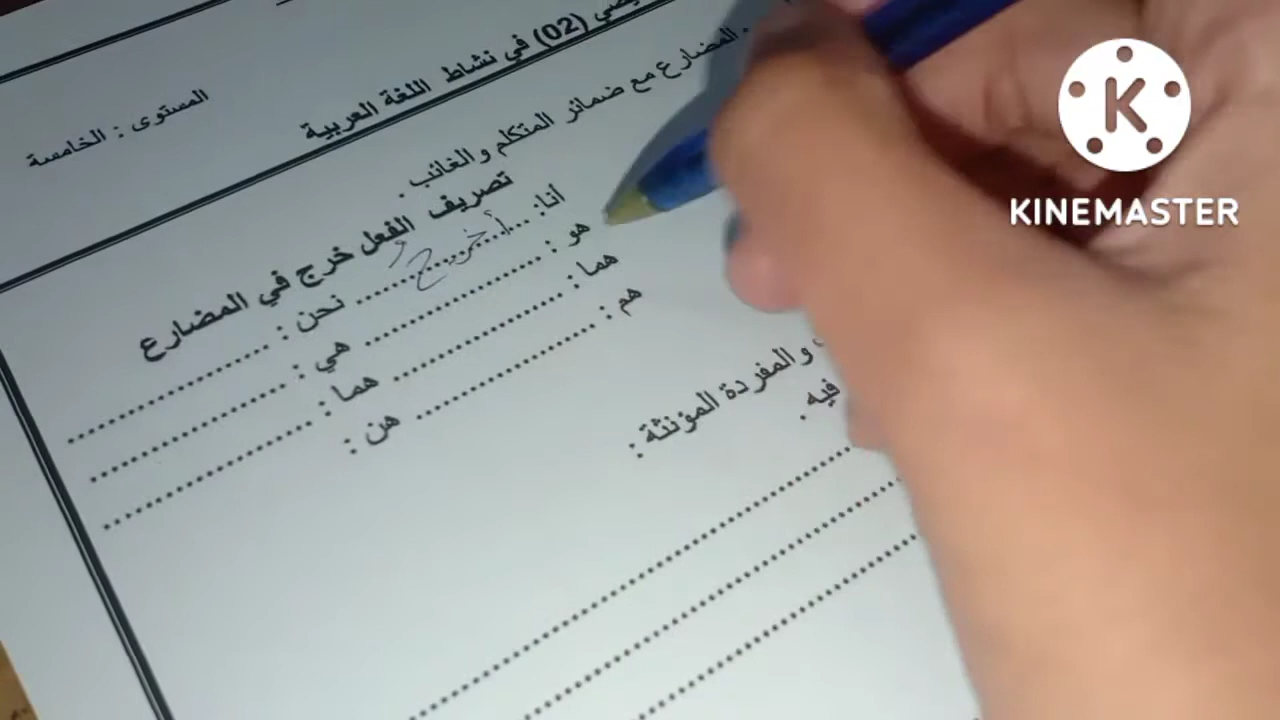 (02) في نشاط اللغة العربية
المستوى : الخامسة
المضارع مع ضمائر المتكلم و الغائب .
تصريف الفعل خرج في المضارع
أنا: أخرج نحن :
هو : هي :
هما : هما :
هم : هن :
و المفردة المؤنثة :
فيه.
K
KINEMASTER